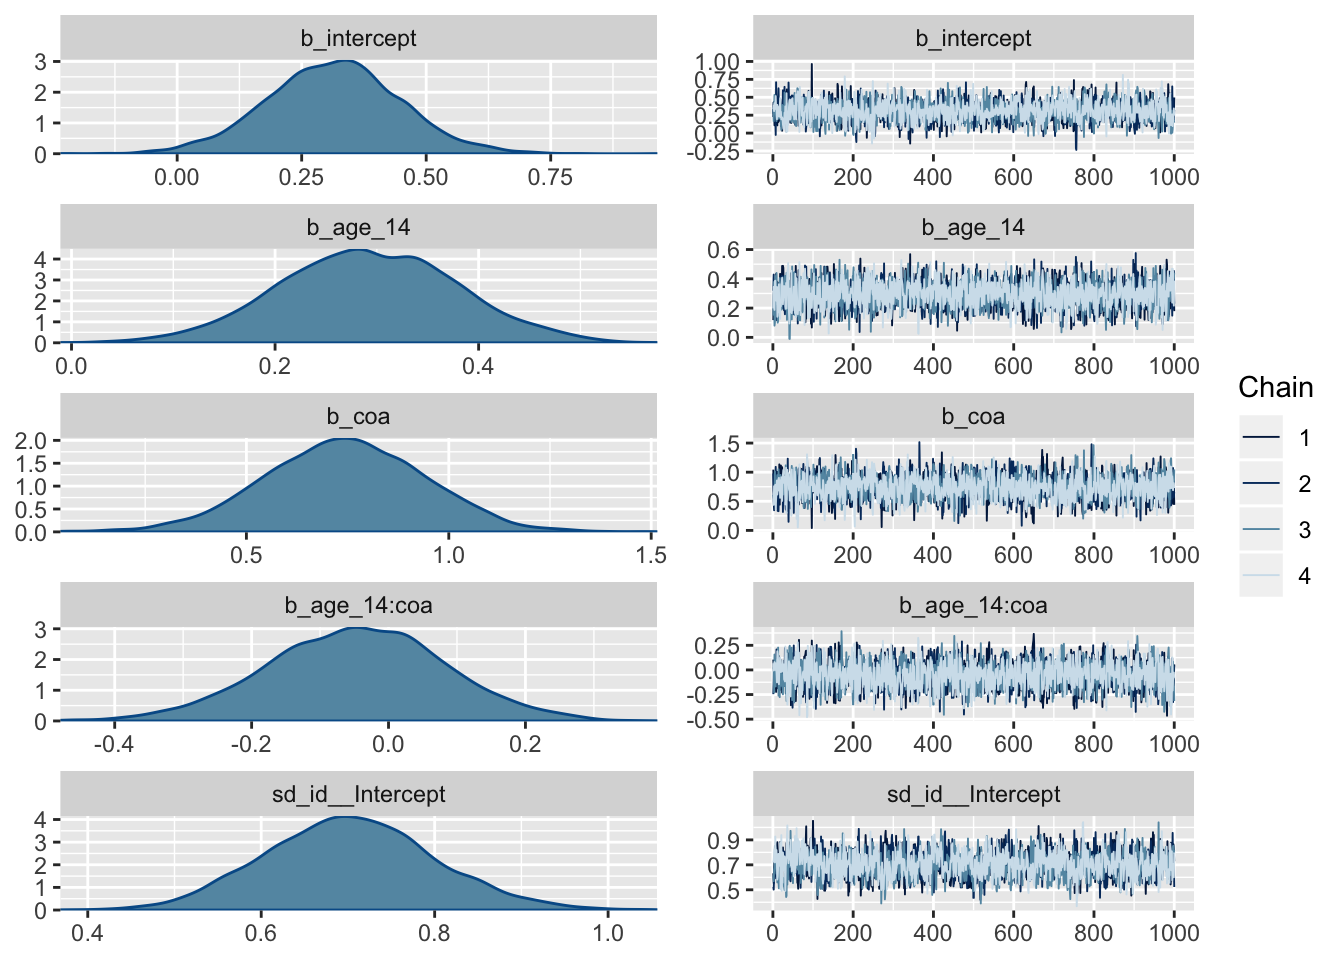 b_intercept
3
2
1
0
0.00 0.25 0.50 0.75
b_intercept
1.00
0.75
0.50
0.25
0.00
-0.25
0 200 400 600 800 1000
b_age_14
4
3
2
1
0
0.0 0.2 0.4
b_age_14
0.6
0.4
0.2
0.0
0 200 400 600 800 1000
b_coa
2.0
1.5
1.0
0.5
0.0
0.5 1.0 1.5
b_coa
1.5
1.0
0.5
0.0
0 200 400 600 800 1000
b_age_14:coa
3
2
1
0
-0.4 -0.2 0.0 0.2
b_age_14:coa
0.25
0.00
-0.25
-0.50
0 200 400 600 800 1000
sd_id__Intercept
4
3
2
1
0
0.4 0.6 0.8 1.0
sd_id__Intercept
0.9
0.7
0.5
0 200 400 600 800 1000
Chain
1
2
3
4